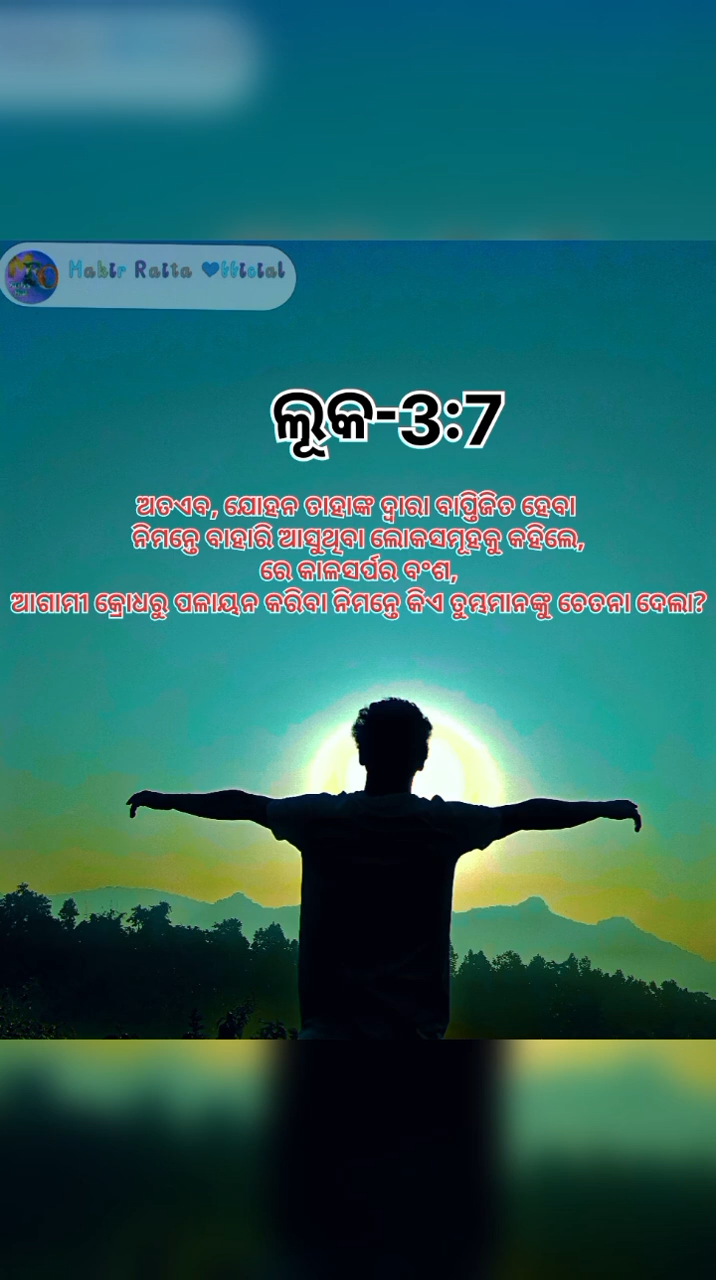 Makir Raita Official
ଲୂକ-3:7
ଅତଏବ, ଯୋହନ ତାହାଙ୍କ ଦ୍ୱାରା ବାପ୍ତିଜିତ ହେବା
ନିମନ୍ତେ ବାହାରି ଆସୁଥିବା ଲୋକସମୂହକୁ କହିଲେ,
ରେ କାଳସର୍ପର ବଂଶ,
ଆଗାମୀ କ୍ରୋଧରୁ ପଳାୟନ କରିବା ନିମନ୍ତେ କିଏ ତୁମ୍ଭମାନଙ୍କୁ ଚେତନା ଦେଲା?